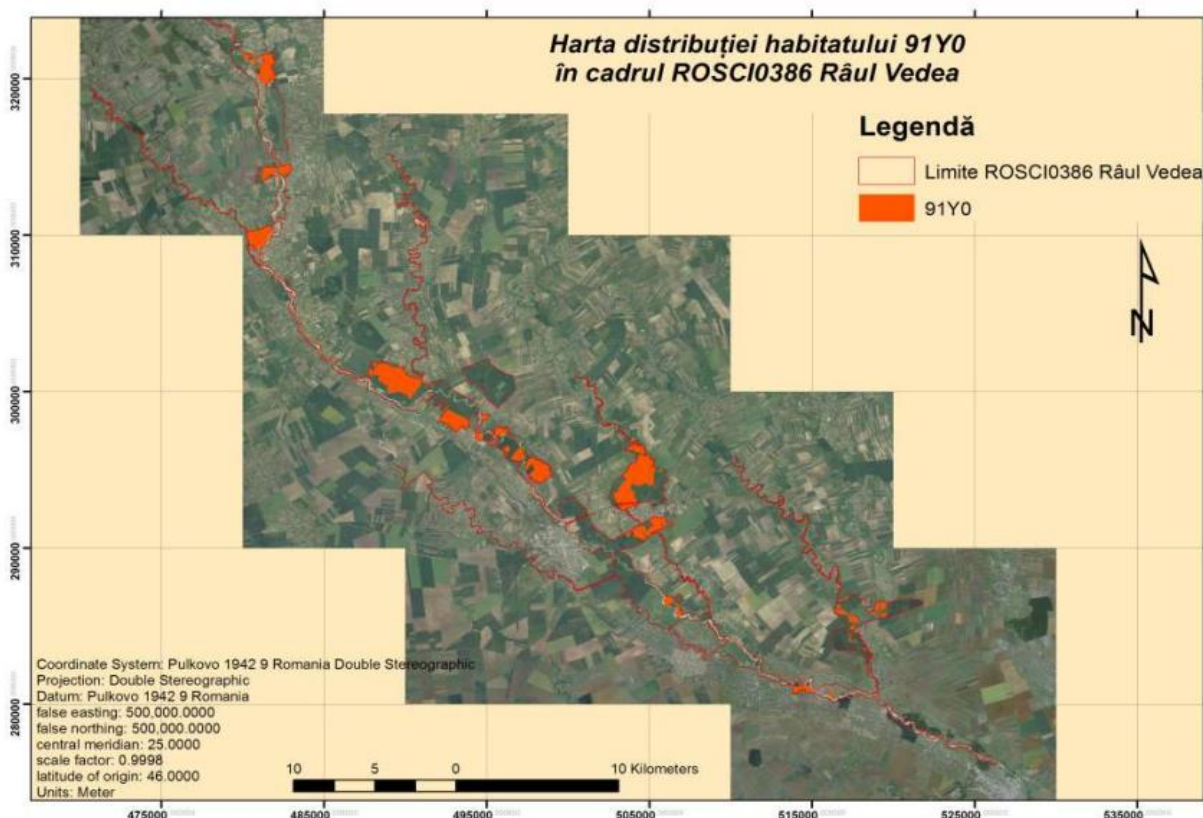 Harta distribuției habitatului 91Y0
în cadrul ROSCI0386 Râul Vedea
Legendă
Limite ROSCI0386 Râul Vedea
91Y0
N
320000
310000
300000
290000
280000
Coordinate System: Pulkovo 1942 9 Romania Double Stereographic
Projection: Double Stereographic
Datum: Pulkovo 1942 9 Romania
false easting: 500,000.0000
false northing: 500,000.0000
central meridian: 25.0000
scale factor: 0.9998
latitude of origin: 46.0000
Units: Meter
10 5 0 10 Kilometers
475000 485000 495000 505000 515000 525000 535000